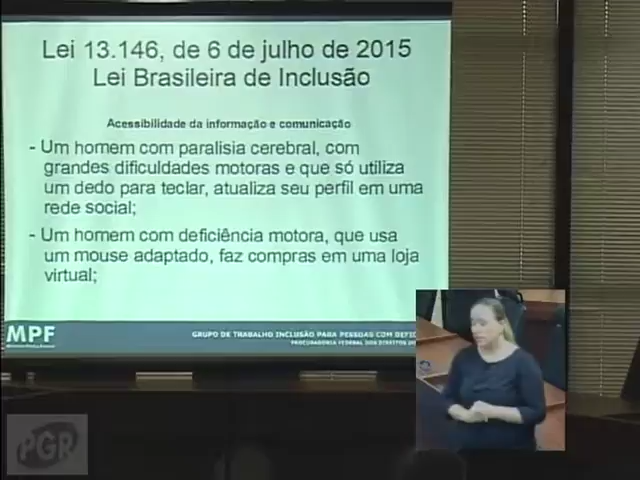 Lei 13.146, de 6 de julho de 2015
Lei Brasileira de Inclusão
Acessibilidade da informação e comunicação
- Um homem com paralisia cerebral, com
grandes dificuldades motoras e que só utiliza
um dedo para teclar, atualiza seu perfil em uma
rede social;
- Um homem com deficiência motora, que usa
um mouse adaptado, faz compras em uma loja
virtual;
MPF
GRUPO DE TRABALHO INCLUSÃO PARA PESSOAS COM DEFIC
PROCURADORIA FEDERAL DOS DIREITOS
PGR